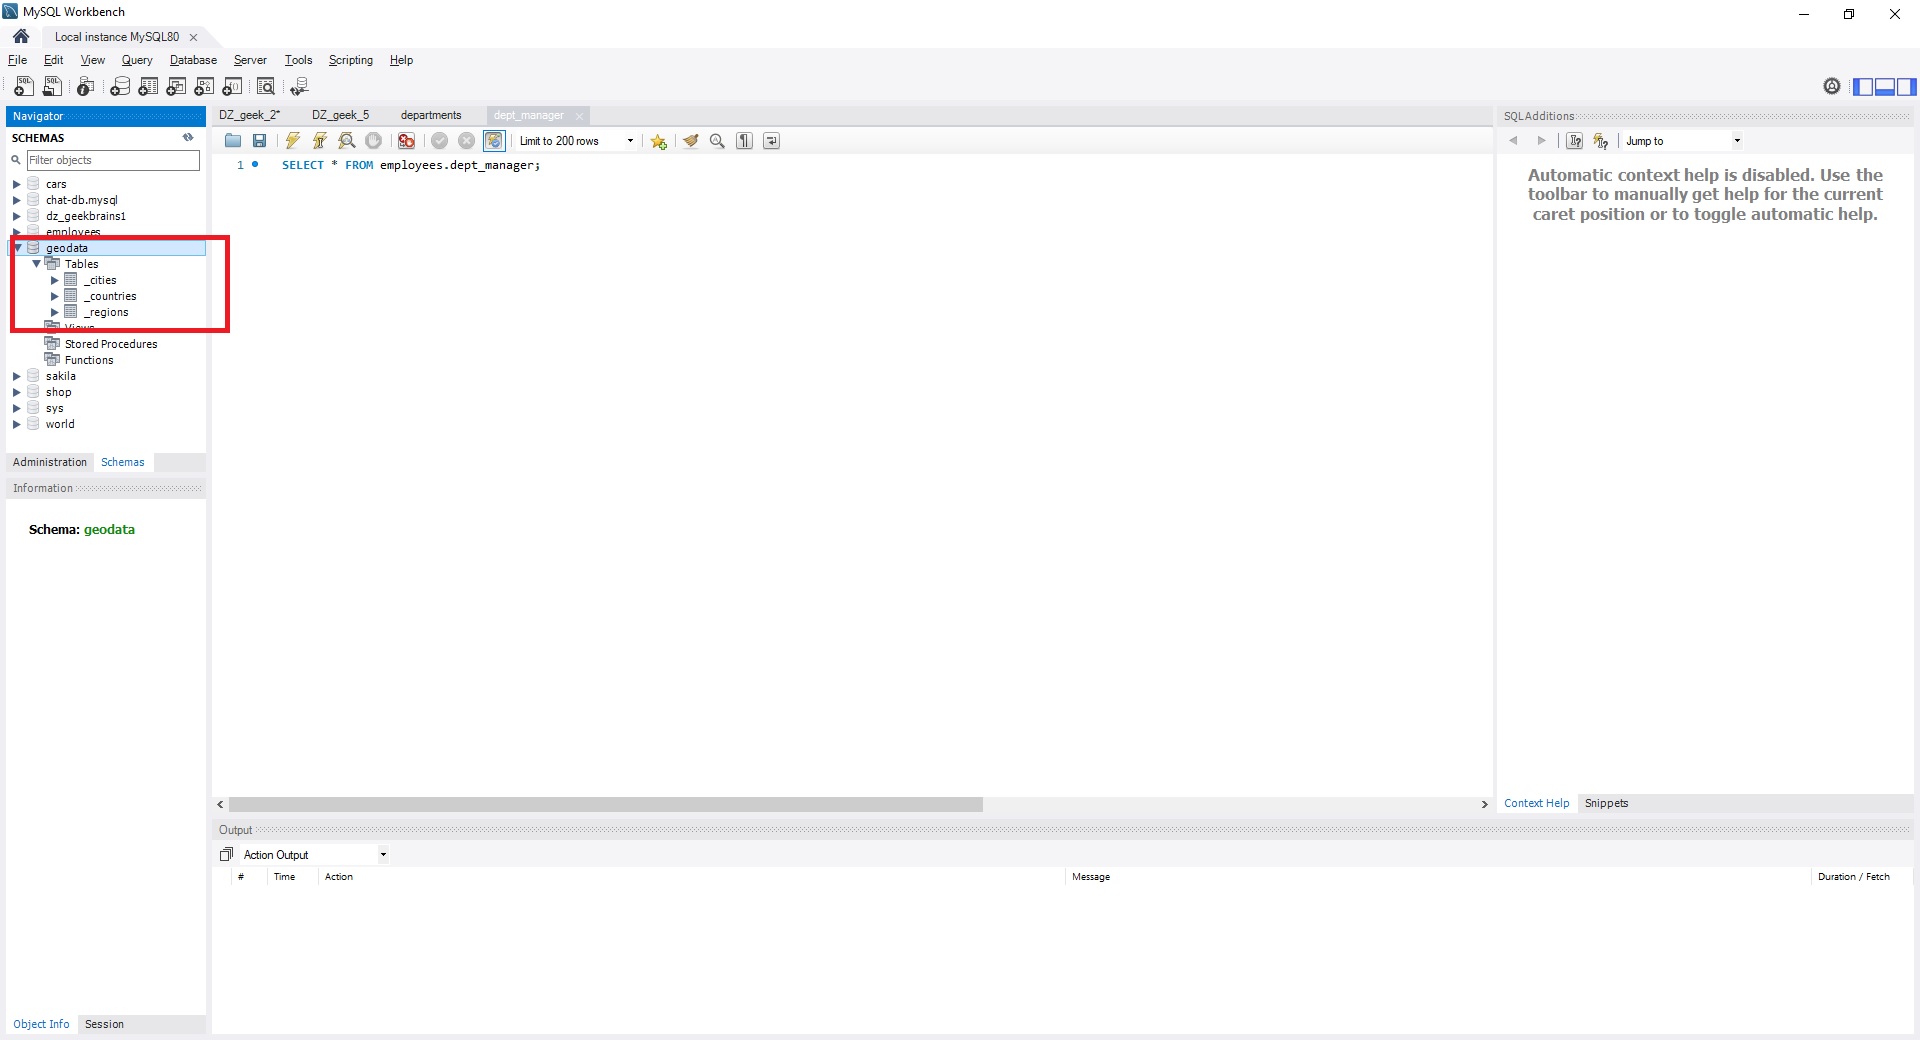 MySQL Workbench
Local instance MySQL80
File Edit View Query Database Server Tools Scripting Help
Navigator
SCHEMAS
Filter objects
cars
chat-db.mysql
dz_geekbrains1
employees
geodata
Tables
_cities
_countries
_regions
Views
Stored Procedures
Functions
sakila
shop
sys
world
Administration Schemas
Information
Schema: geodata
Object Info Session
DZ_geek_2* DZ_geek_5 departments dept_manager
Limit to 200 rows
1 SELECT * FROM employees.dept_manager;
SQLAdditions
Jump to
Automatic context help is disabled. Use the
toolbar to manually get help for the current
caret position or to toggle automatic help.
Context Help Snippets
Output
Action Output
# Time Action Message Duration / Fetch